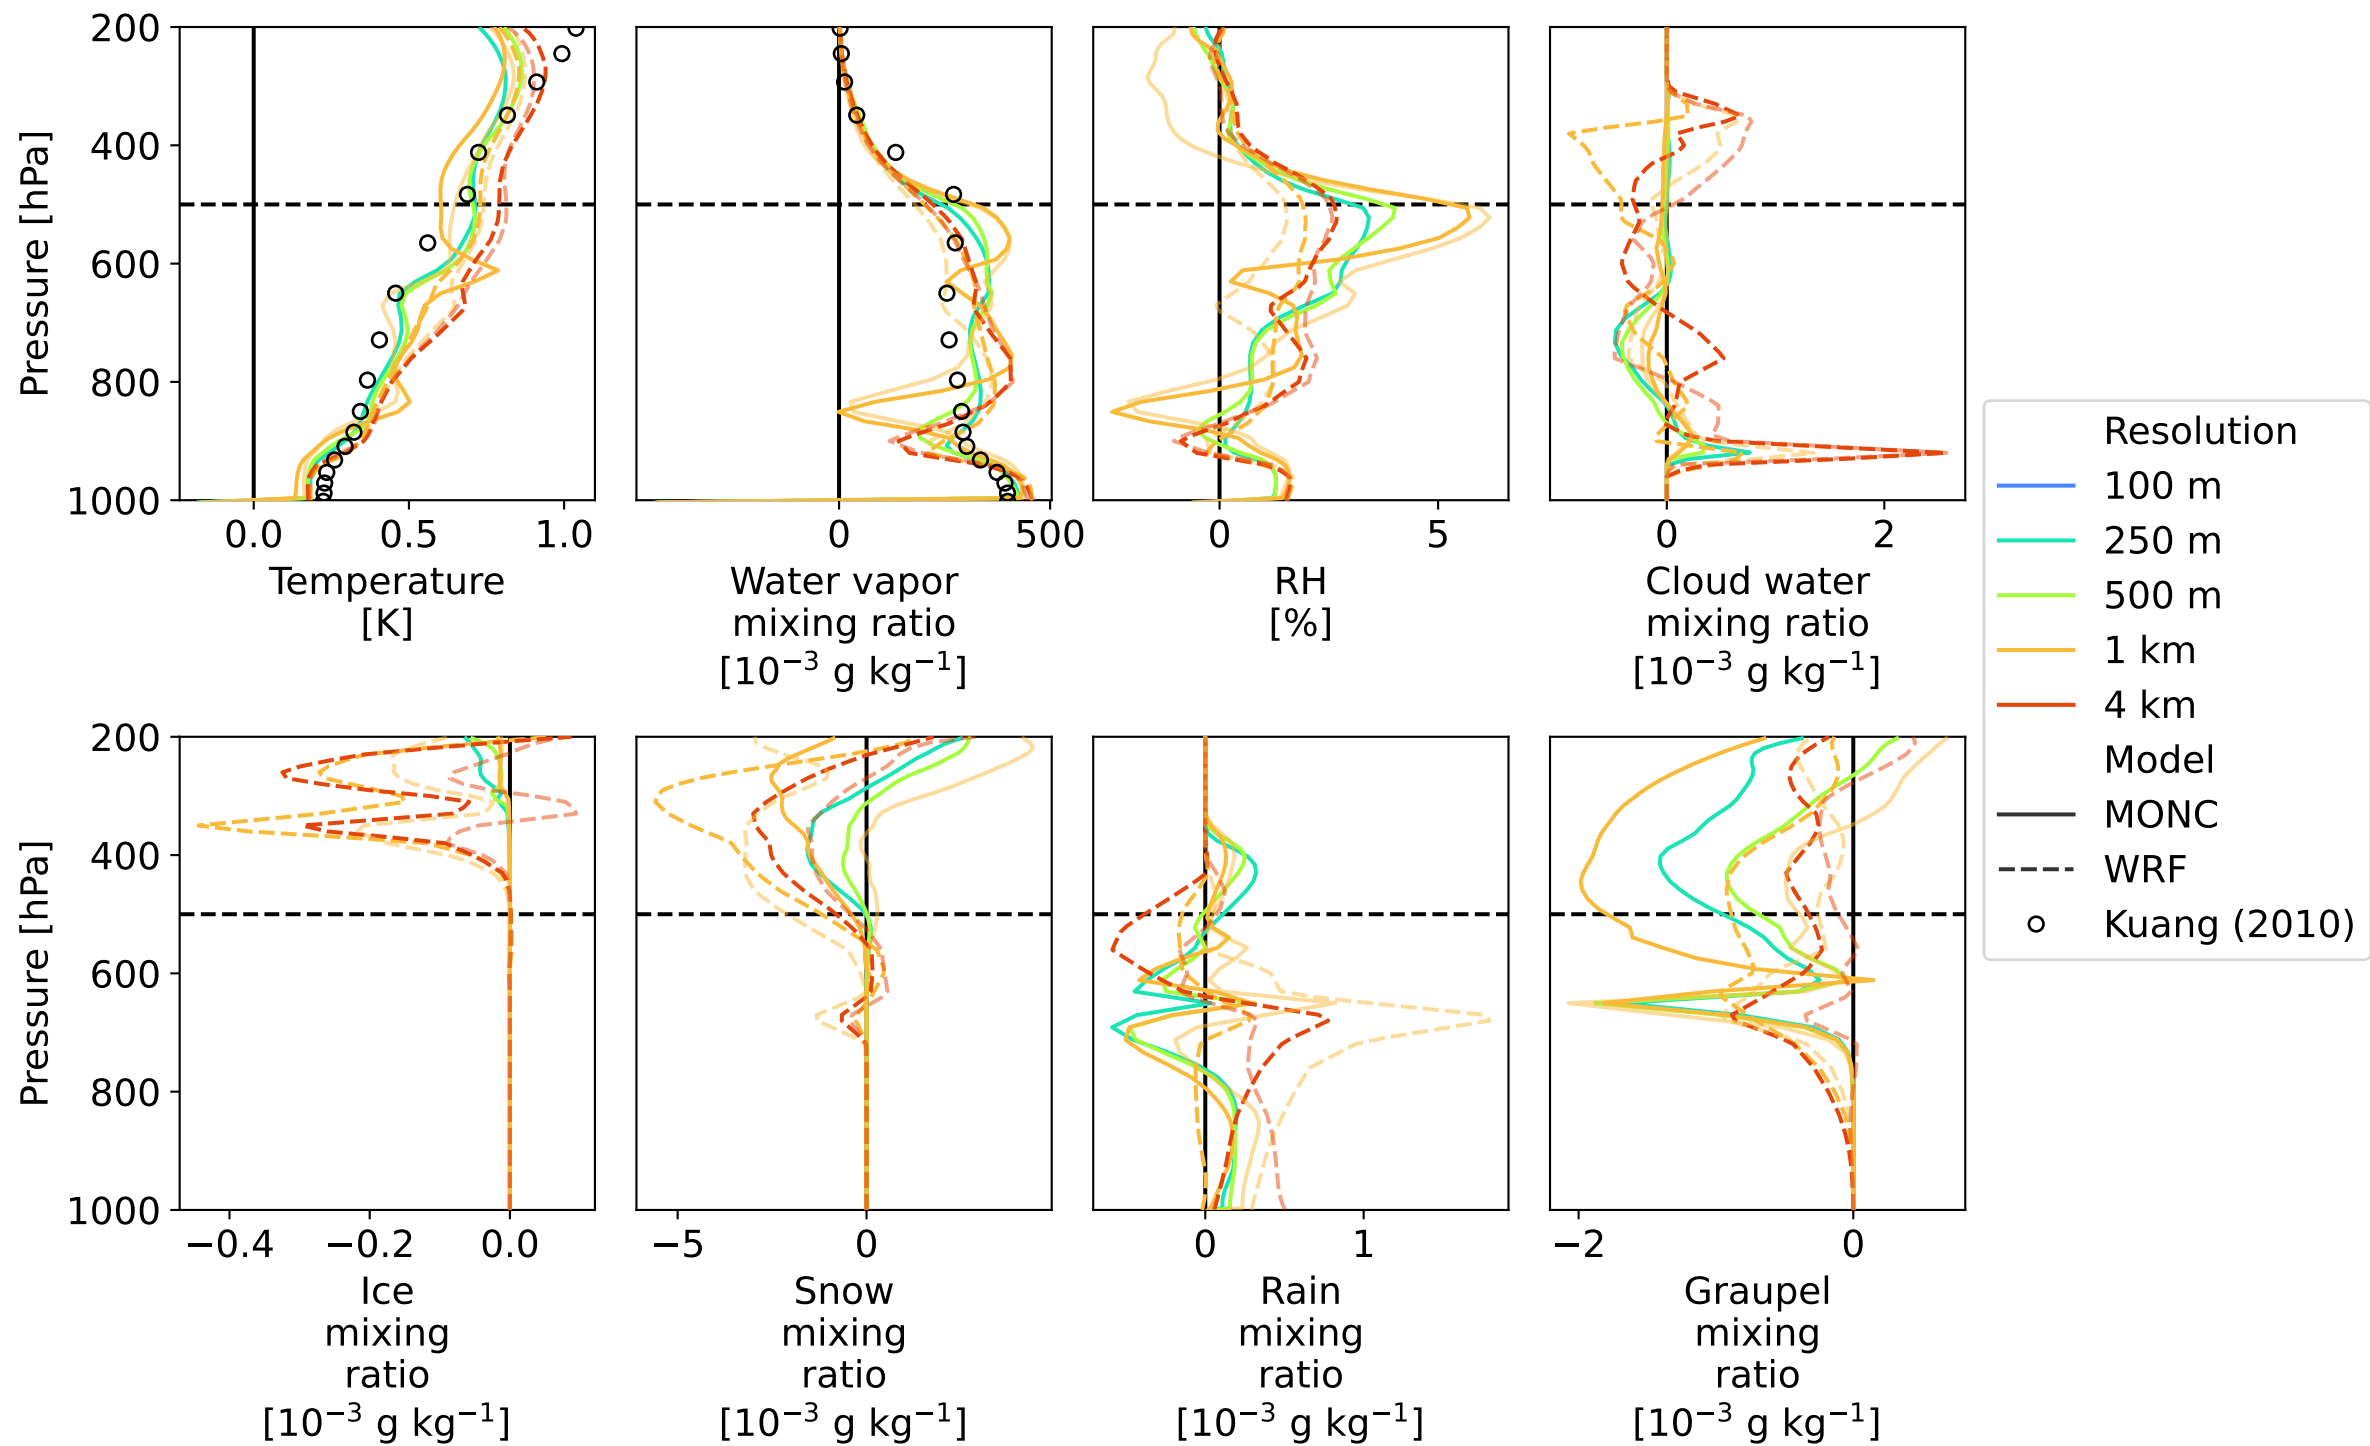 200
400
600
800
1000
Pressure [hPa]
0.0 0.5 1.0
Temperature
[K]
0 500
Water vapor
mixing ratio
[10⁻³ g kg⁻¹]
0 5
RH
[%]
0 2
Cloud water
mixing ratio
[10⁻³ g kg⁻¹]
200
400
600
800
1000
Pressure [hPa]
−0.4 −0.2 0.0
Ice
mixing
ratio
[10⁻³ g kg⁻¹]
−5 0
Snow
mixing
ratio
[10⁻³ g kg⁻¹]
0 1
Rain
mixing
ratio
[10⁻³ g kg⁻¹]
−2 0
Graupel
mixing
ratio
[10⁻³ g kg⁻¹]
Resolution
100 m
250 m
500 m
1 km
4 km
Model
MONC
WRF
Kuang (2010)